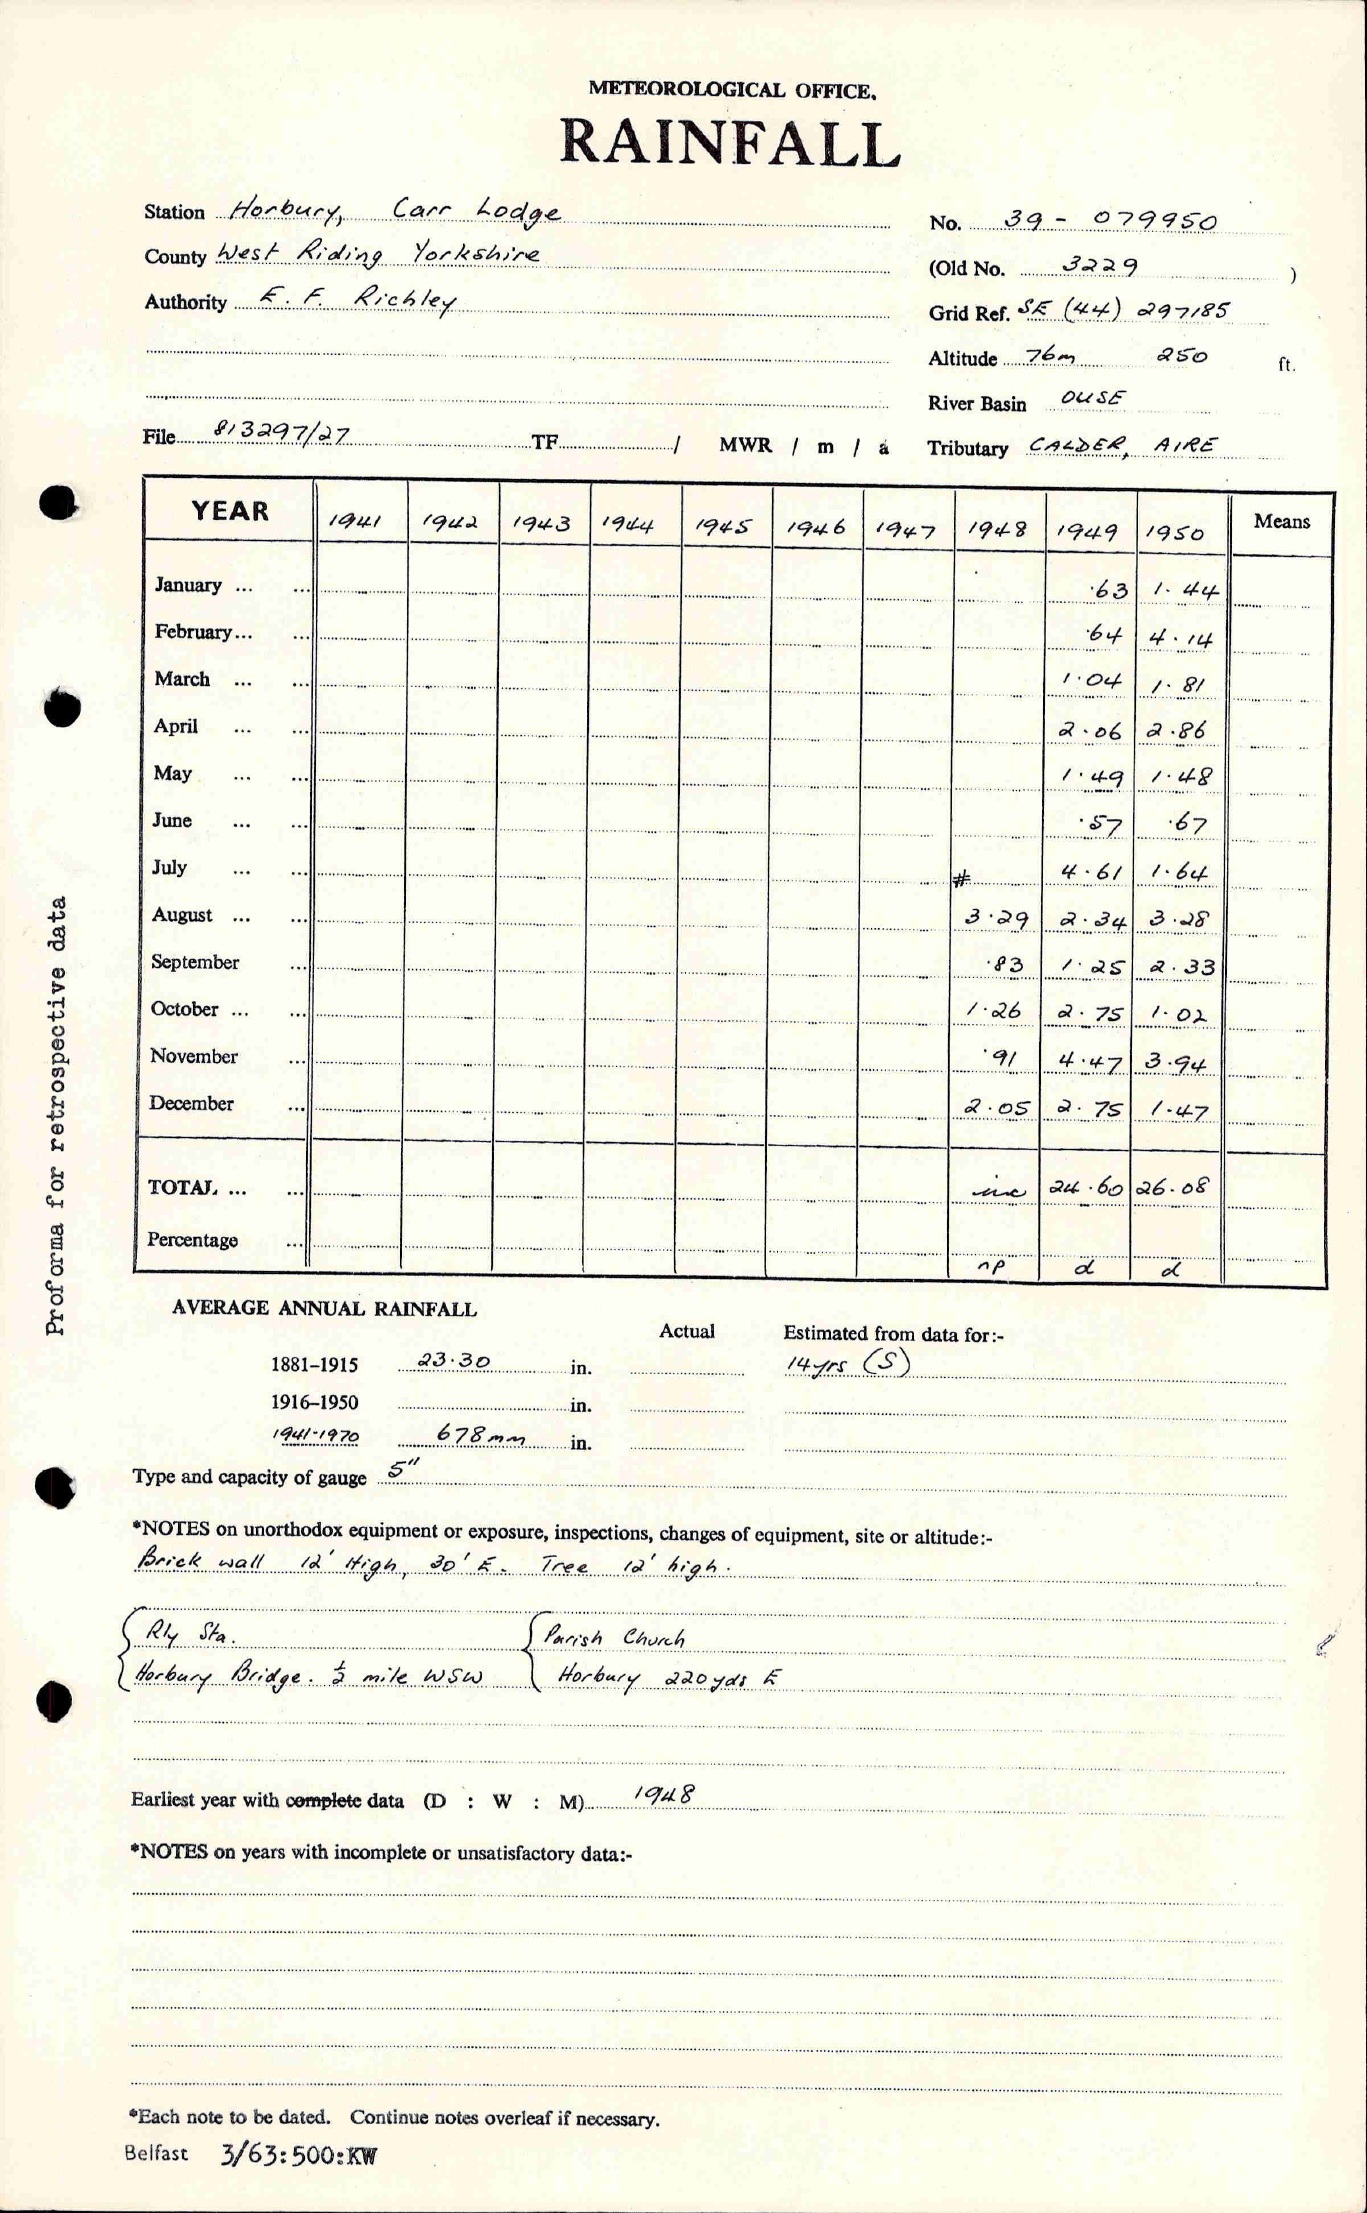 METEOROLOGICAL OFFICE.
RAINFALL
Station Horbury, Carr Lodge
No. 39 - 079950
County West Riding Yorkshire
(Old No. 3229 )
Authority E. F. Richley
Grid Ref. SE (44) 297185
Altitude 76m 250 ft.
River Basin OUSE
File 813297/27 TF / MWR / m / a Tributary CALDER, AIRE
YEAR 1941 1942 1943 1944 1945 1946 1947 1948 1949 1950 Means
January ... ... ·63 1·44
February... ... ·64 4·14
March ... ... 1·04 1·81
April ... ... 2·06 2·86
May ... ... 1·49 1·48
June ... ... ·57 ·67
July ... ... # 4·61 1·64
August ... ... 3·29 2·34 3·28
September ... ·83 1·25 2·33
October ... ... 1·26 2·75 1·02
November ... ·91 4·47 3·94
December ... 2·05 2·75 1·47
TOTAL ... ... inc 24·60 26·08
Percentage ...
np d d
AVERAGE ANNUAL RAINFALL
Actual Estimated from data for:-
1881–1915 23·30 in. 14yrs (S)
1916–1950 in.
1941-1970 678mm in.
Type and capacity of gauge 5"
*NOTES on unorthodox equipment or exposure, inspections, changes of equipment, site or altitude:-
Brick wall 12' High, 30' E. Tree 12' high.
Rly Sta. Parish Church
Horbury Bridge. ½ mile WSW Horbury 220yds E
Earliest year with complete data (D : W : M) 1948
*NOTES on years with incomplete or unsatisfactory data:-
*Each note to be dated. Continue notes overleaf if necessary.
Belfast 3/63:500:KW
Proforma for retrospective data